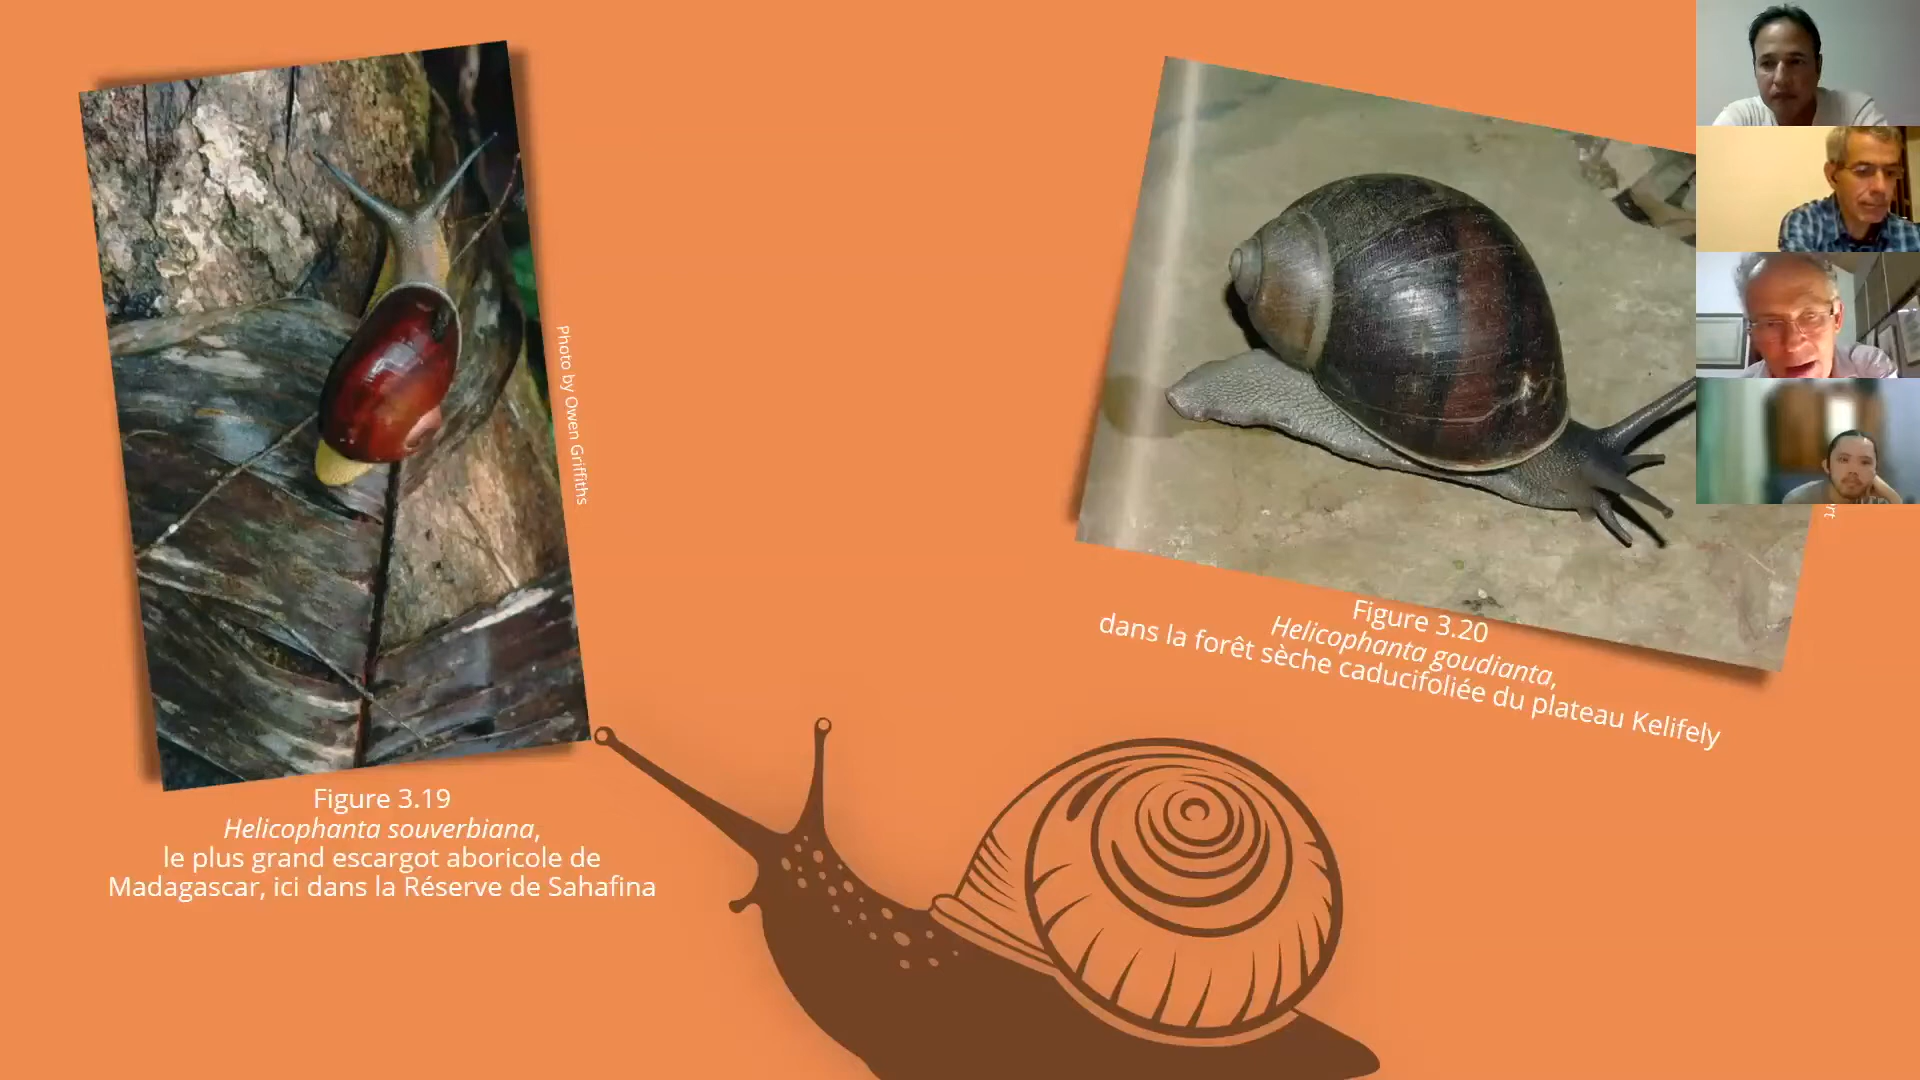 Photo by Owen Griffiths
Figure 3.19
Helicophanta souverbiana,
le plus grand escargot aboricole de
Madagascar, ici dans la Réserve de Sahafina
Figure 3.20
Helicophanta goudianta,
dans la forêt sèche caducifoliée du plateau Kelifely